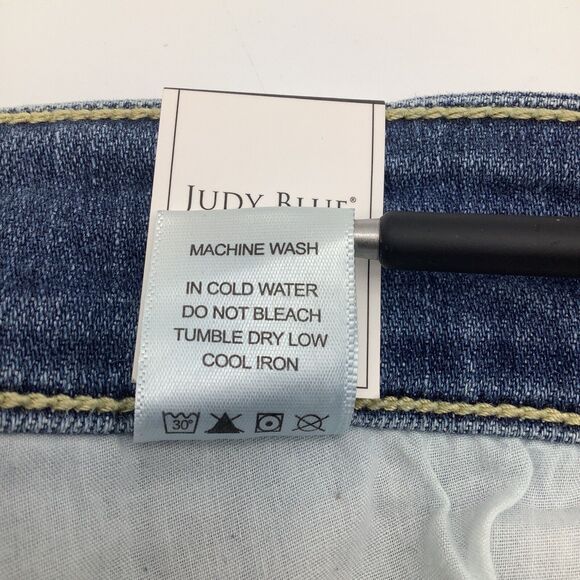 JUDY BLUE®
MACHINE WASH
IN COLD WATER
DO NOT BLEACH
TUMBLE DRY LOW
COOL IRON
30°